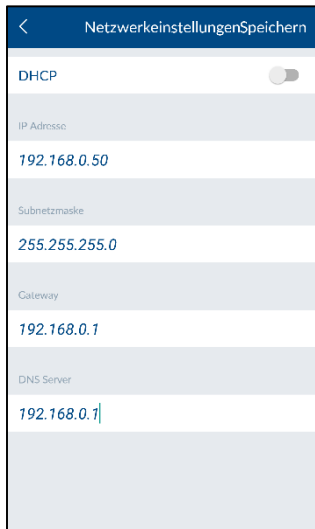 NetzwerkeinstellungenSpeichern
DHCP
IP Adresse
192.168.0.50
Subnetzmaske
255.255.255.0
Gateway
192.168.0.1
DNS Server
192.168.0.1